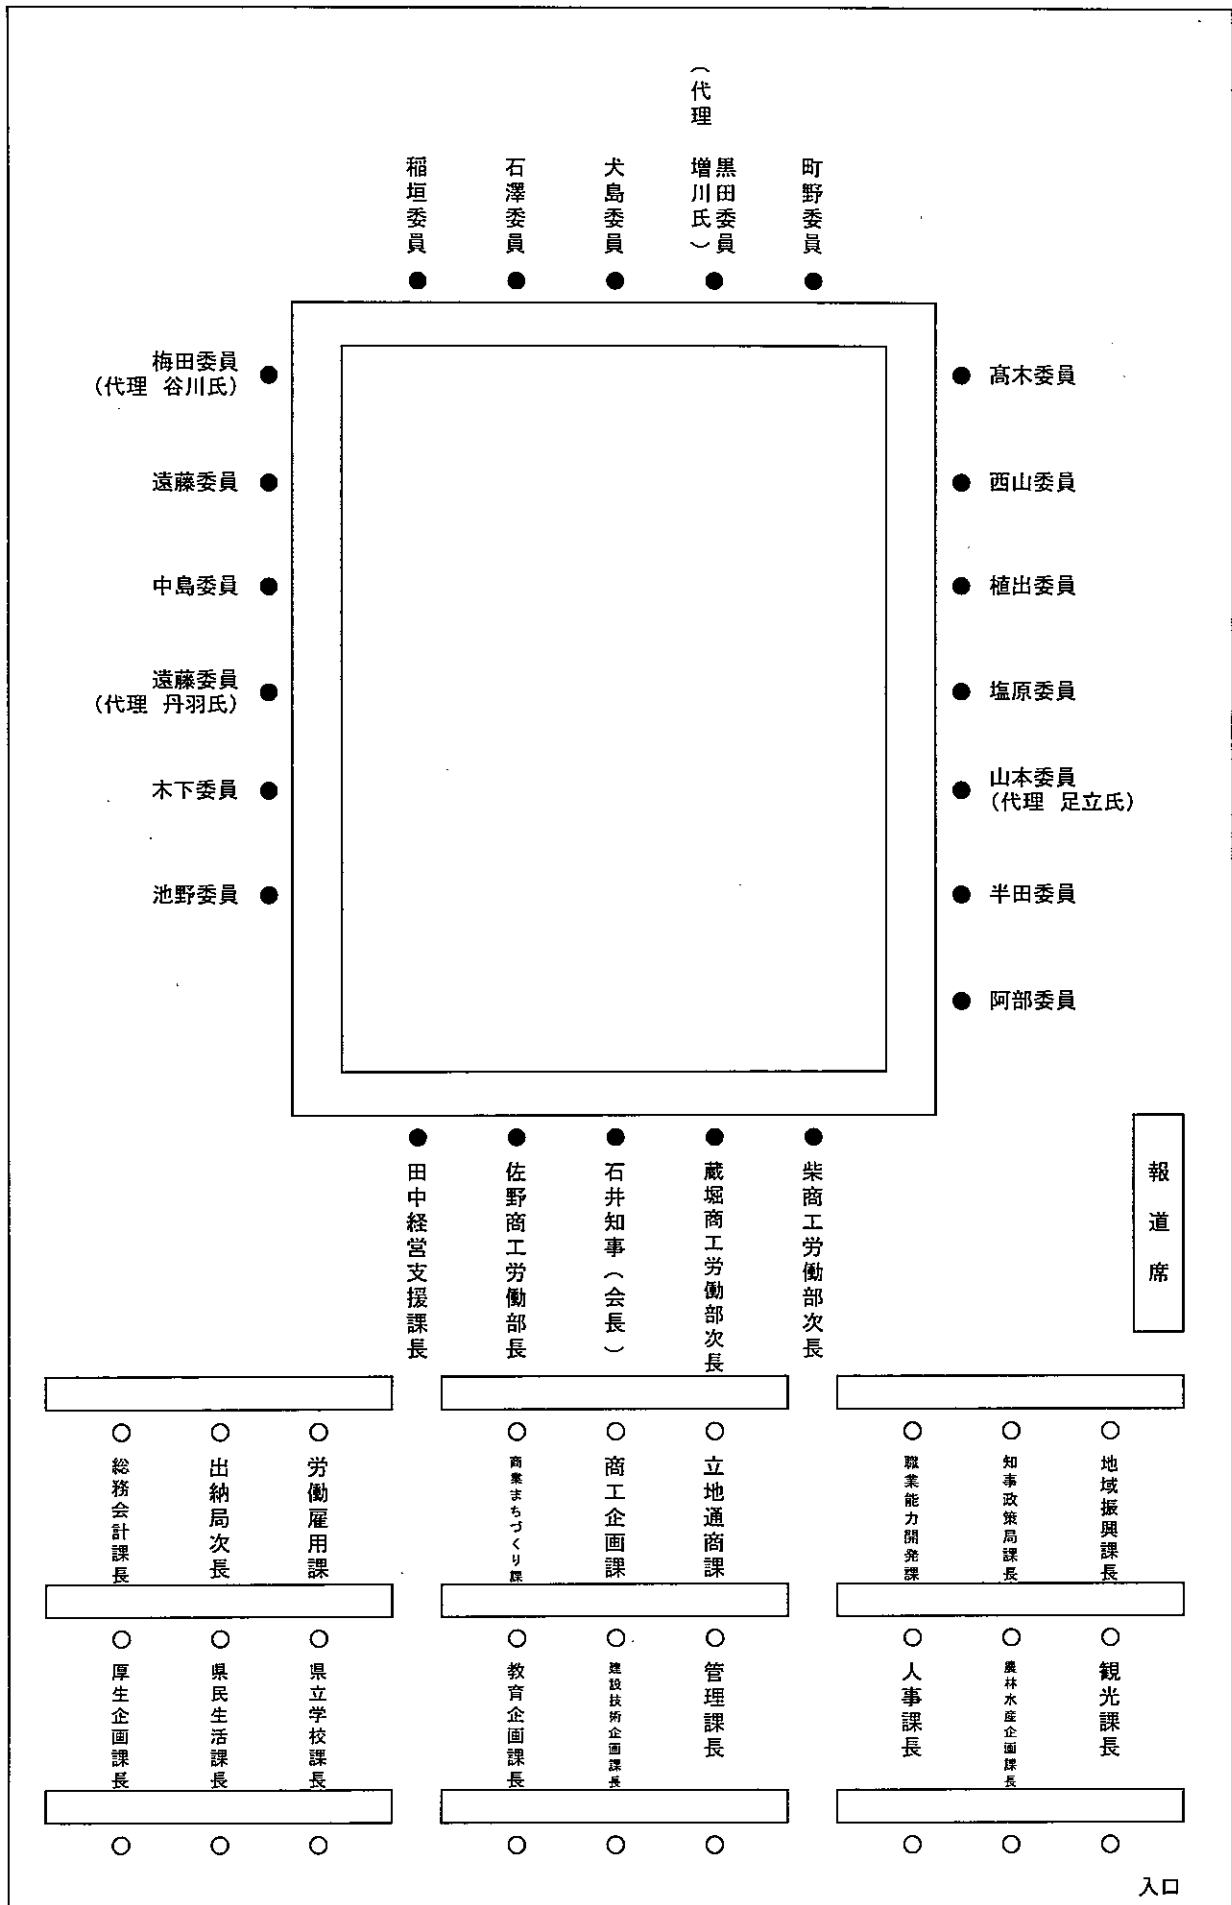 町野委員
黒田委員
（代理 増川氏）
犬島委員
石澤委員
稲垣委員
梅田委員
(代理 谷川氏)
遠藤委員
中島委員
遠藤委員
(代理 丹羽氏)
木下委員
池野委員
髙木委員
西山委員
植出委員
塩原委員
山本委員
(代理 足立氏)
半田委員
阿部委員
田中経営支援課長
佐野商工労働部長
石井知事（会長）
蔵堀商工労働部次長
柴商工労働部次長
報道席
総務会計課長
出納局次長
労働雇用課
商業まちづくり課
商工企画課
立地通商課
職業能力開発課
知事政策局課長
地域振興課長
厚生企画課長
県民生活課長
県立学校課長
教育企画課長
建設技術企画課長
管理課長
人事課長
農林水産企画課長
観光課長
入口